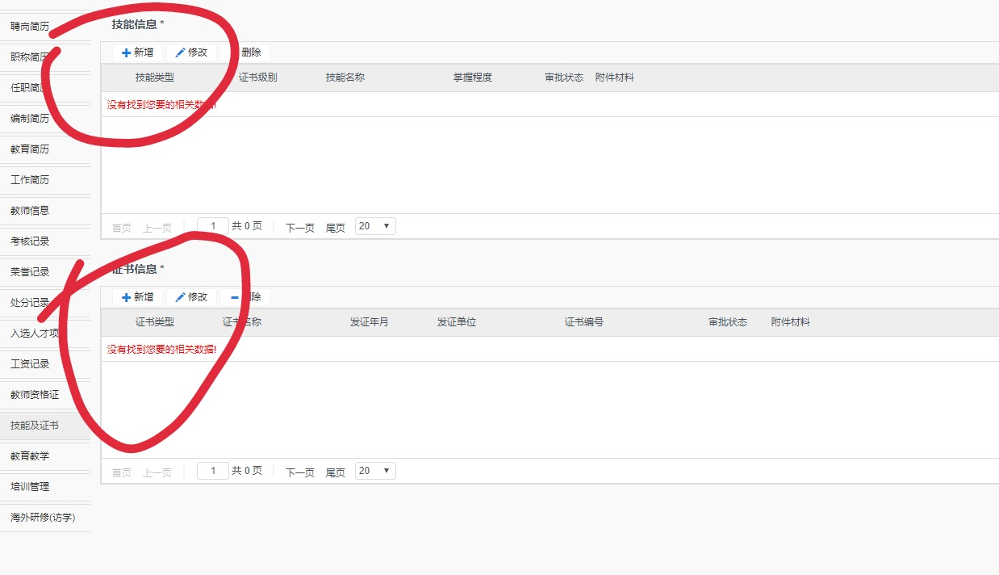 聘岗简历
职称简历
任职简历
编制简历
教育简历
工作简历
教师信息
考核记录
荣誉记录
处分记录
入选人才项
工资记录
教师资格证
技能及证书
教育教学
培训管理
海外研修(访学)
技能信息 *
新增 修改 删除
技能类型 证书级别 技能名称 掌握程度 审批状态 附件材料
没有找到您要的相关数据!
首页 上一页 1 共 0 页 下一页 尾页 20
证书信息 *
新增 修改 删除
证书类型 证书名称 发证年月 发证单位 证书编号 审批状态 附件材料
没有找到您要的相关数据!
首页 上一页 1 共 0 页 下一页 尾页 20